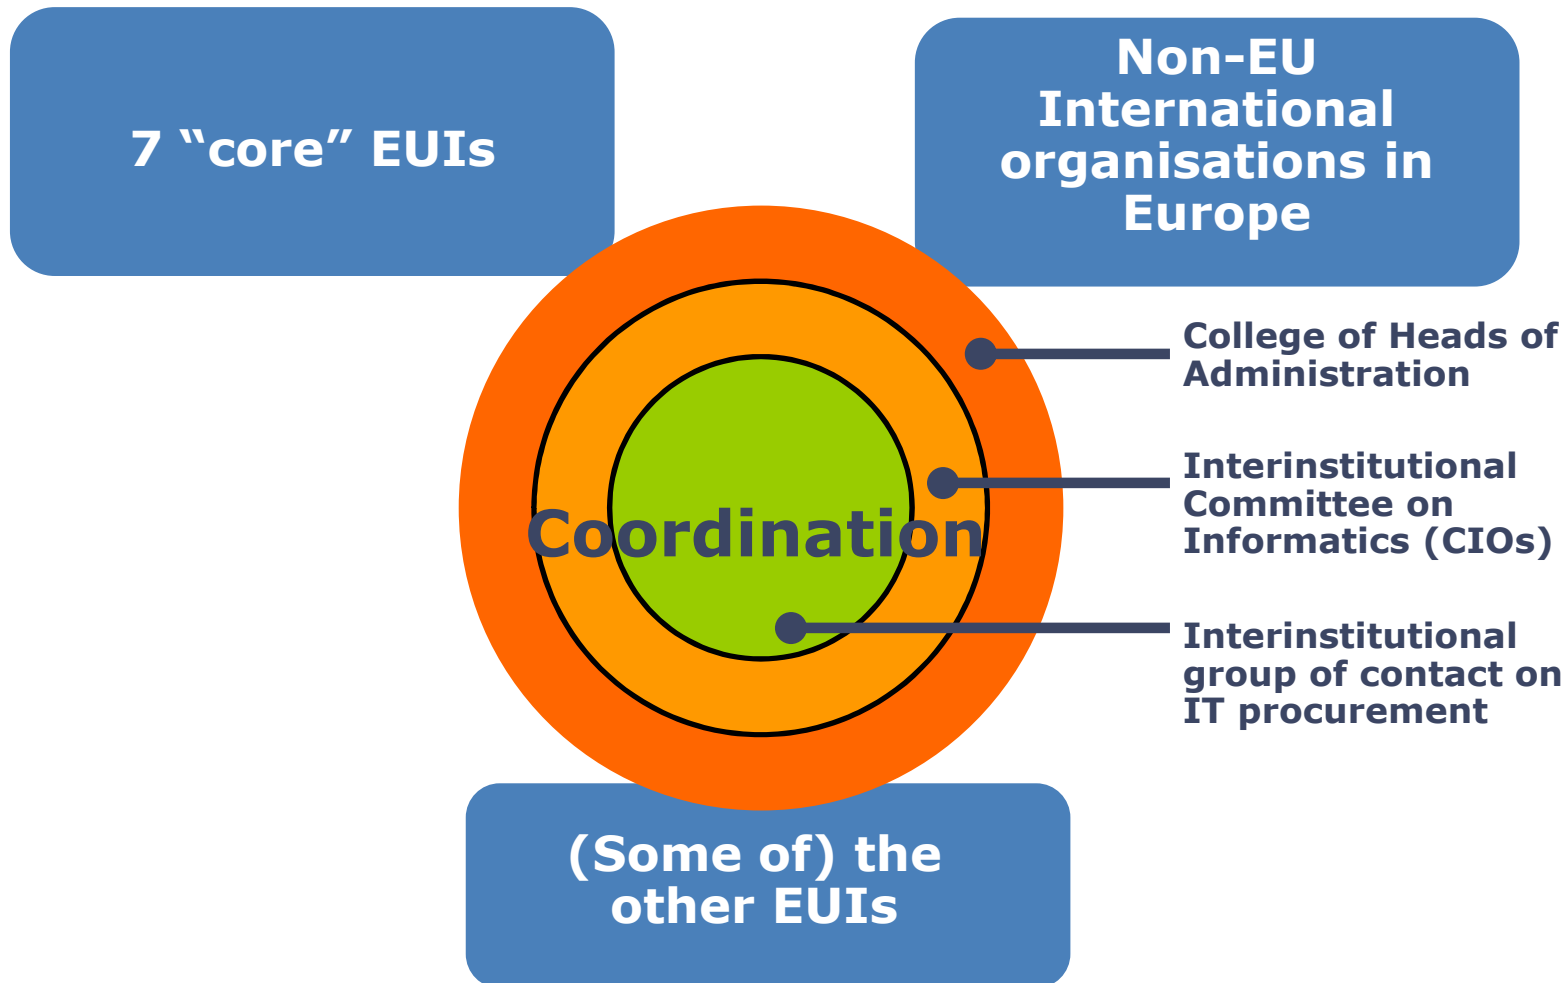 7 “core” EUIs
Non-EU
International
organisations in
Europe
College of Heads of
Administration
Interinstitutional
Committee on
Informatics (CIOs)
Coordination
Interinstitutional
group of contact on
IT procurement
(Some of) the
other EUIs